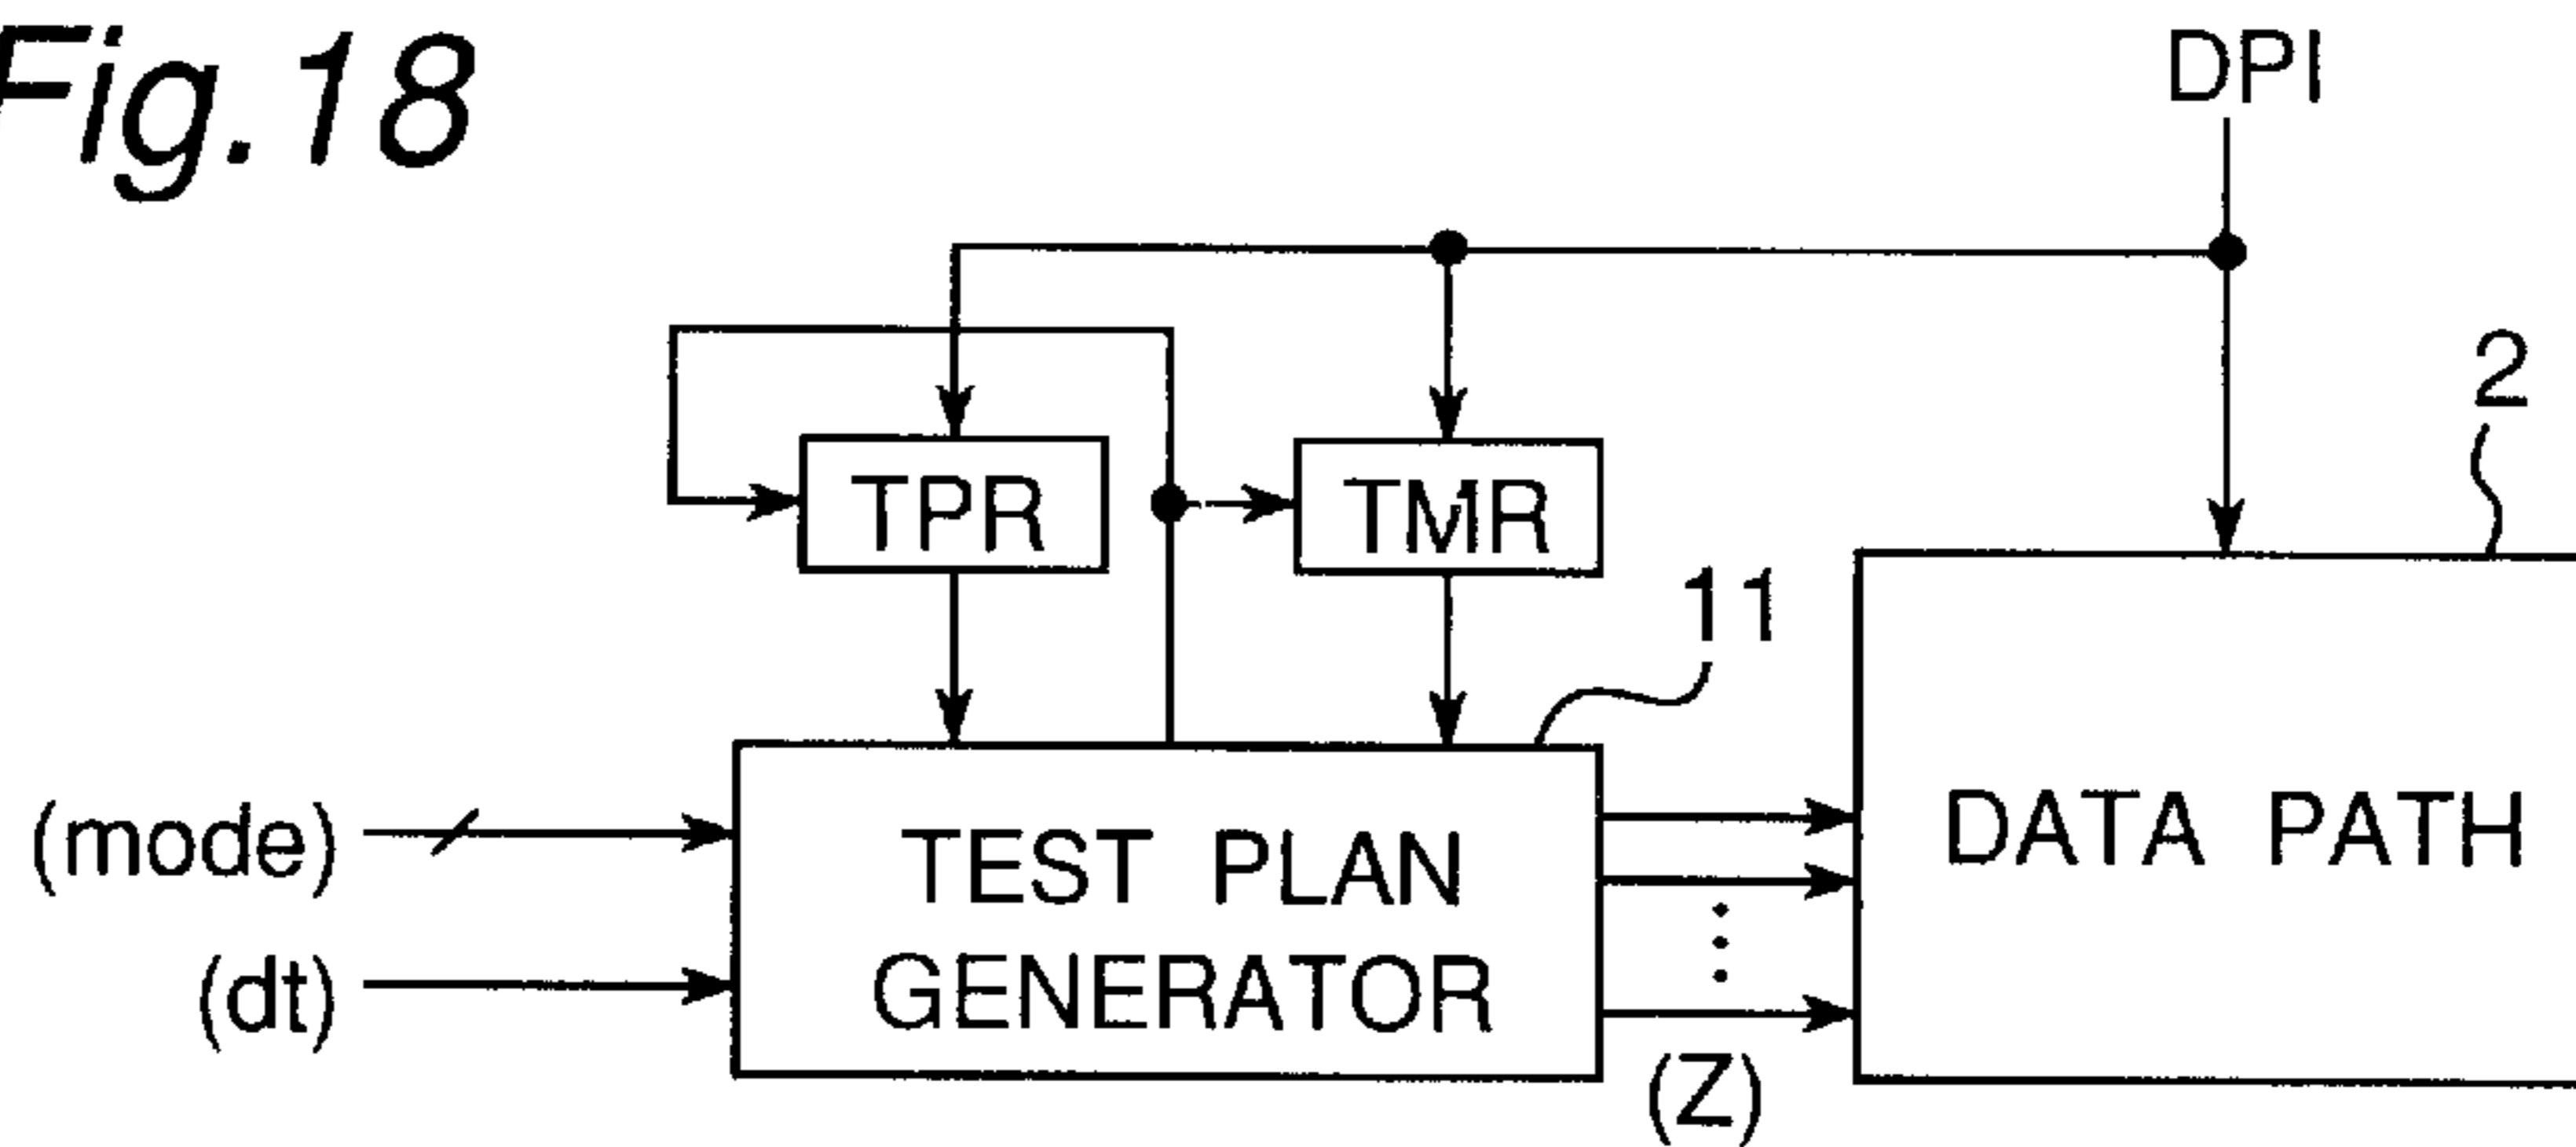 Fig.18
DPI
2
TPR
TMR
11
(mode)
(dt)
TEST PLAN
GENERATOR
DATA PATH
(Z)